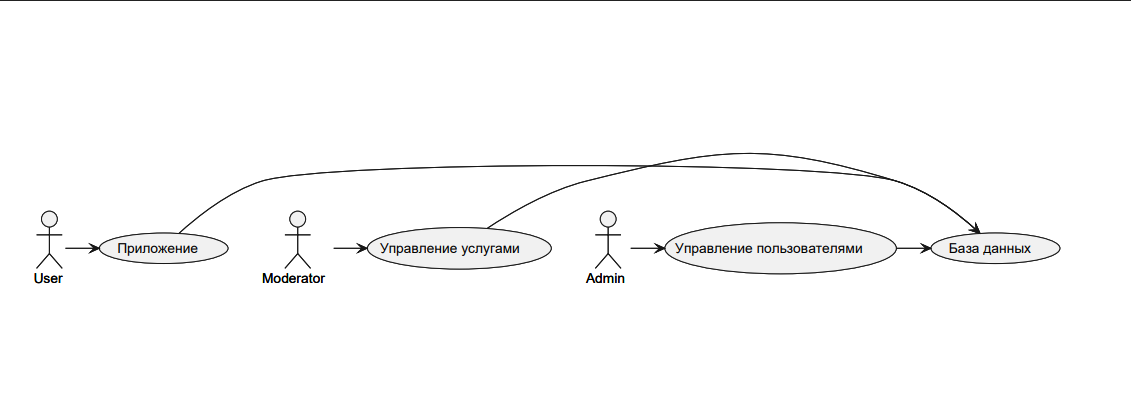 Приложение
Управление услугами
Управление пользователями
База данных
User
Moderator
Admin